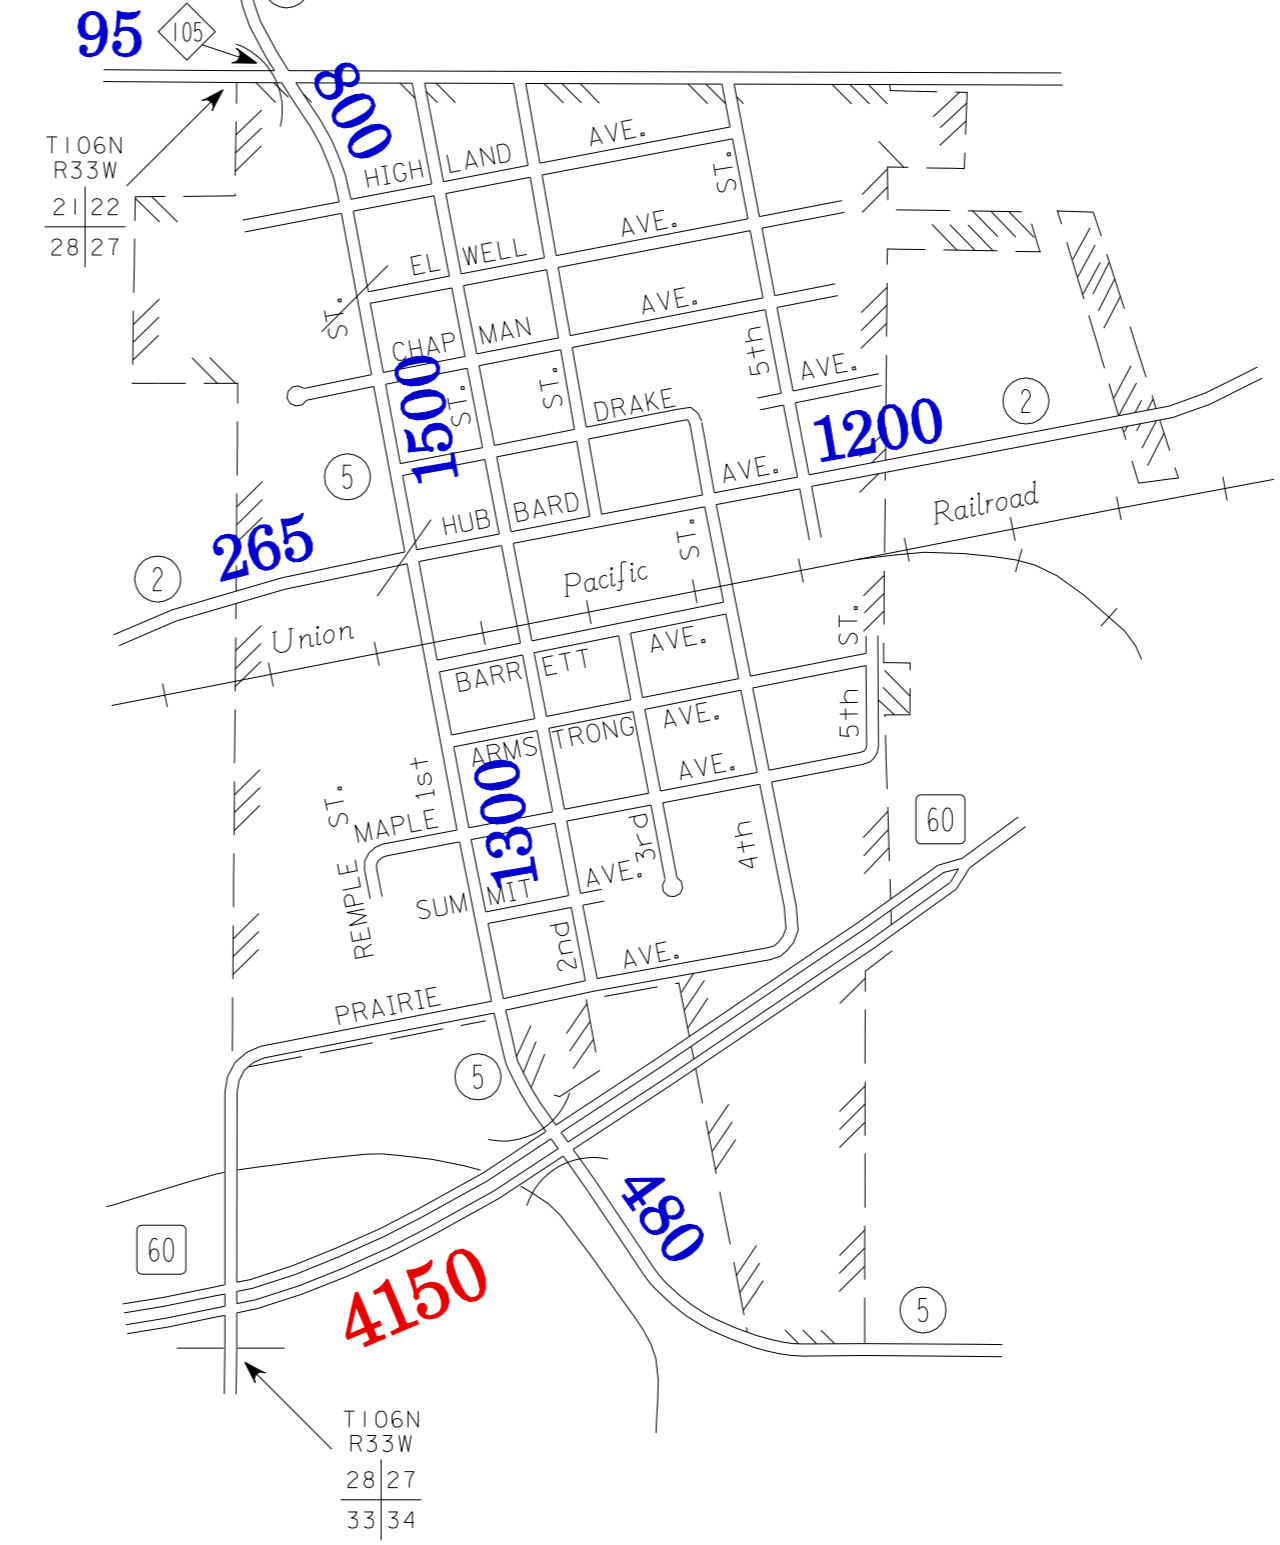 95
105
800
T106N
R33W
21 22
28 27
HIGH LAND AVE.
ST.
EL WELL AVE.
ST.
CHAP MAN AVE.
5th
AVE.
1500
ST.
ST.
DRAKE
1200
2
5
AVE.
HUB BARD
Railroad
265
2
ST.
Pacific
Union
ST.
BARR ETT AVE.
5th
ARMS TRONG AVE.
1st
AVE.
ST.
MAPLE
1300
60
3rd
4th
REMPLE
SUM MIT AVE.
2nd
AVE.
PRAIRIE
5
480
60
4150
5
T106N
R33W
28 27
33 34